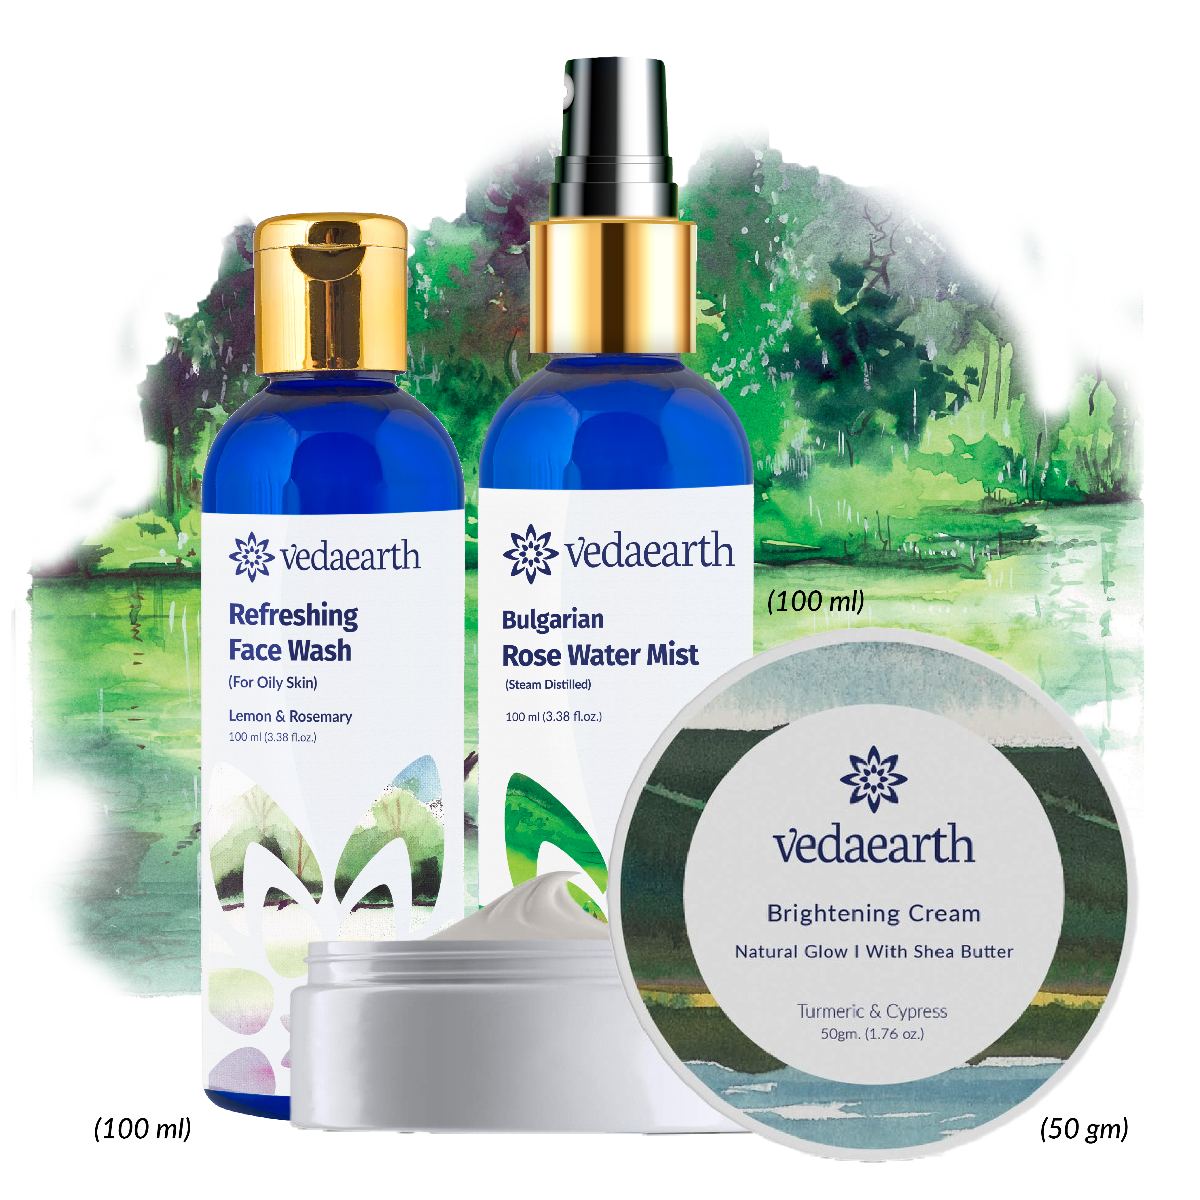 vedaearth
Refreshing
Face Wash
(For Oily Skin)
Lemon & Rosemary
100 ml (3.38 fl.oz.)
vedaearth
Bulgarian
Rose Water Mist
(Steam Distilled)
100 ml (3.38 fl.oz.)
(100 ml)
vedaearth
Brightening Cream
Natural Glow I With Shea Butter
Turmeric & Cypress
50gm. (1.76 oz.)
(100 ml)
(50 gm)